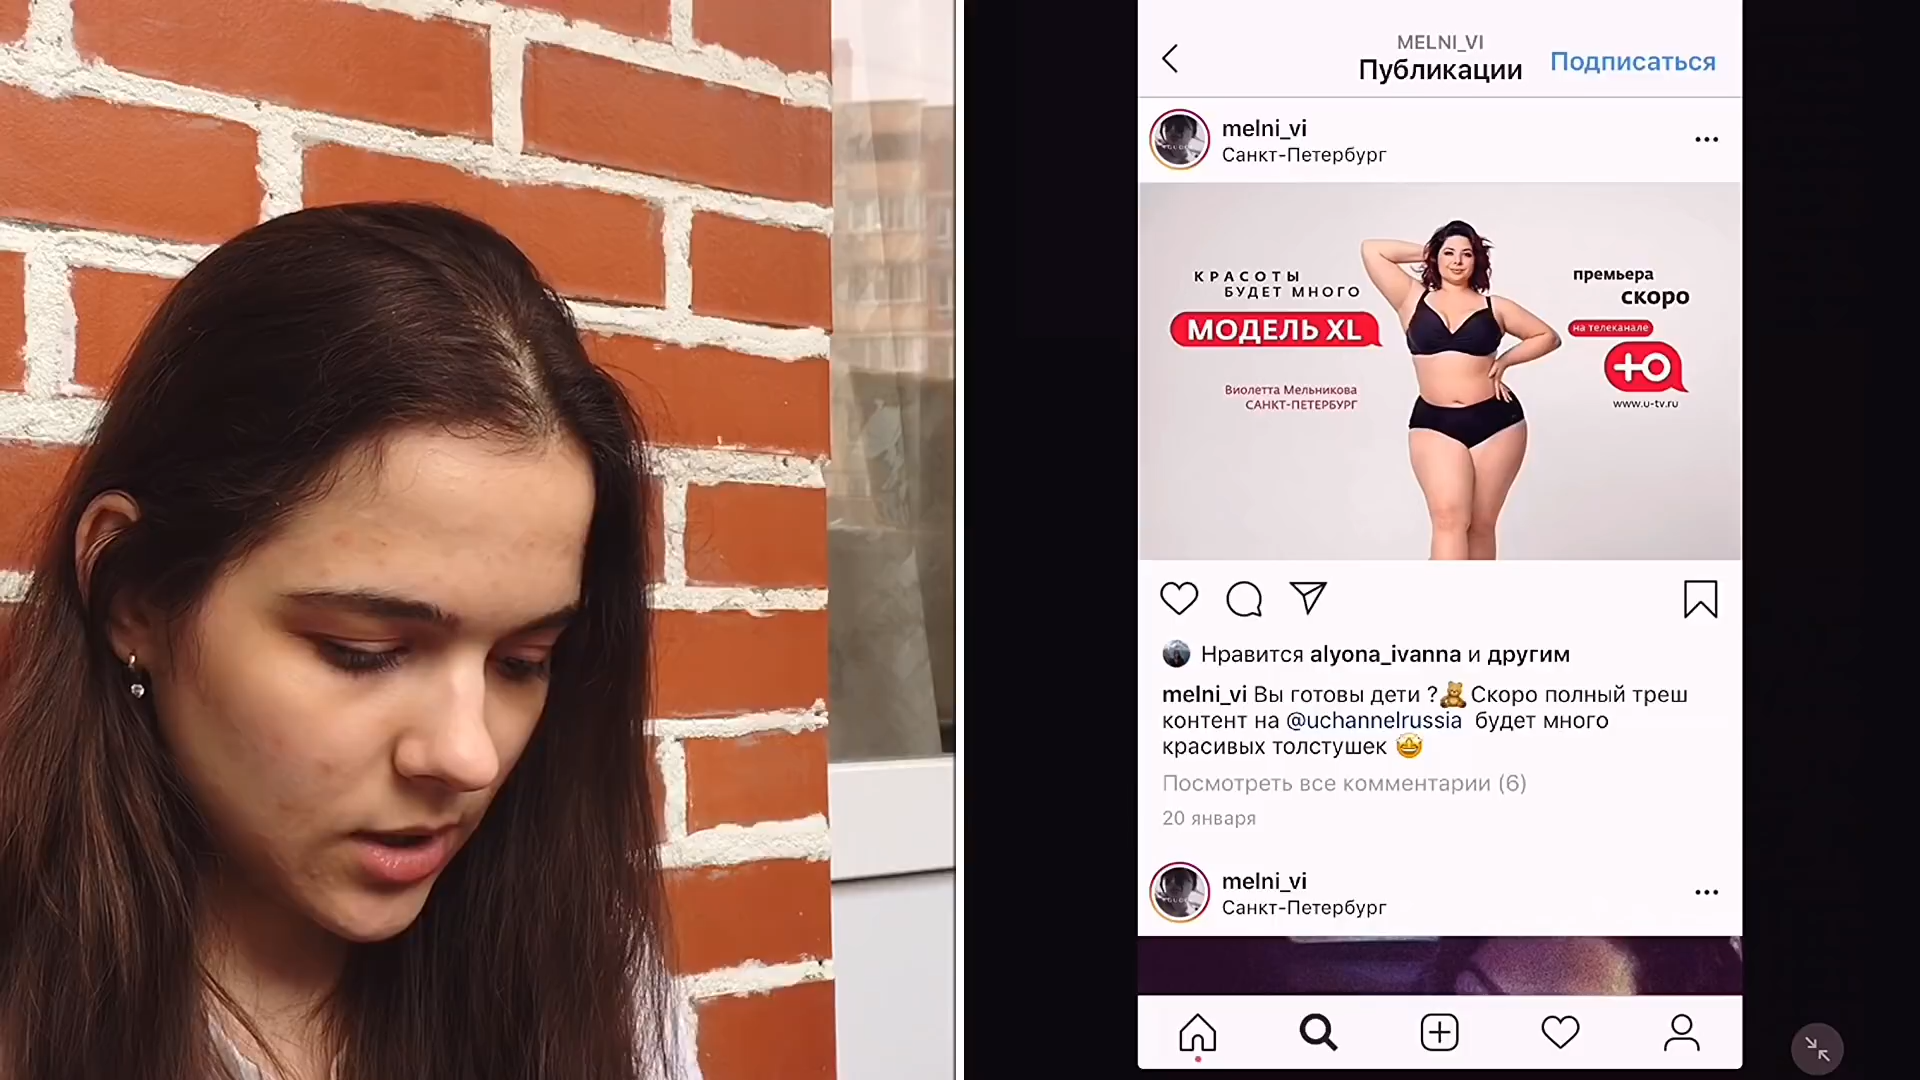 MELNI_VI
Публикации
Подписаться
melni_vi
Санкт-Петербург
КРАСОТЫ
БУДЕТ МНОГО
МОДЕЛЬ XL
Виолетта Мельникова
САНКТ-ПЕТЕРБУРГ
премьера
скоро
на телеканале
Ю
www.u-tv.ru
Нравится alyona_ivanna и другим
melni_vi Вы готовы дети ?🧸Скоро полный треш
контент на @uchannelrussia будет много
красивых толстушек 🤩
Посмотреть все комментарии (6)
20 января
melni_vi
Санкт-Петербург